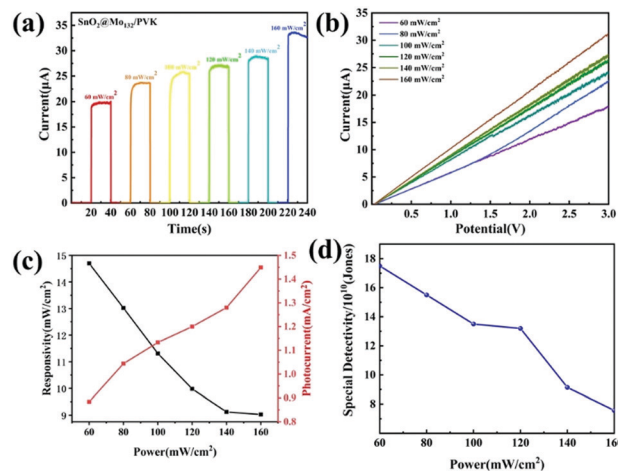 (a)
SnO2@Mo132/PVK
60 mW/cm2
80 mW/cm2
100 mW/cm2
120 mW/cm2
140 mW/cm2
160 mW/cm2
Current(μA)
35
30
25
20
15
10
5
0
20 40 60 80 100 120 140 160 180 200 220 240
Time(s)
(b)
60 mW/cm2
80 mW/cm2
100 mW/cm2
120 mW/cm2
140 mW/cm2
160 mW/cm2
Current(μA)
35
30
25
20
15
10
5
0
0.5 1.0 1.5 2.0 2.5 3.0
Potential(V)
(c)
Responsivity(mW/cm2)
15
14
13
12
11
10
9
60 80 100 120 140 160
Power(mW/cm2)
1.5
1.4
1.3
1.2
1.1
1.0
0.9
0.8
Photocurrent(mA/cm2)
(d)
Special Detectivity/10^10(Jones)
18
16
14
12
10
8
60 80 100 120 140 160
Power(mW/cm2)